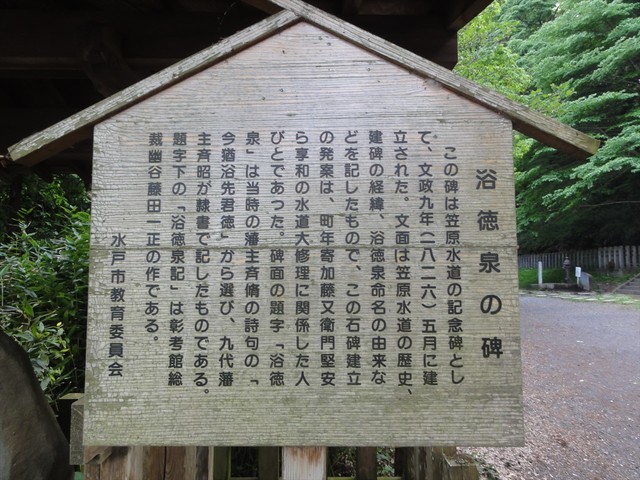 浴徳泉の碑
この碑は笠原水道の記念碑とし
て、文政九年（一八二六）五月に建
立された。文面は笠原水道の歴史、
建碑の経緯、浴徳泉命名の由来な
どを記したもので、この石碑建立
の発案は、町年寄加藤又衛門堅安
ら享和の水道大修理に関係した人
びとであった。碑面の題字「浴徳
泉」は当時の藩主斉脩の詩句の「
今猶浴先君徳」から選び、九代藩
主斉昭が隷書で記したものである。
題字下の「浴徳泉記」は彰考館総
裁幽谷藤田一正の作である。
水戸市教育委員会